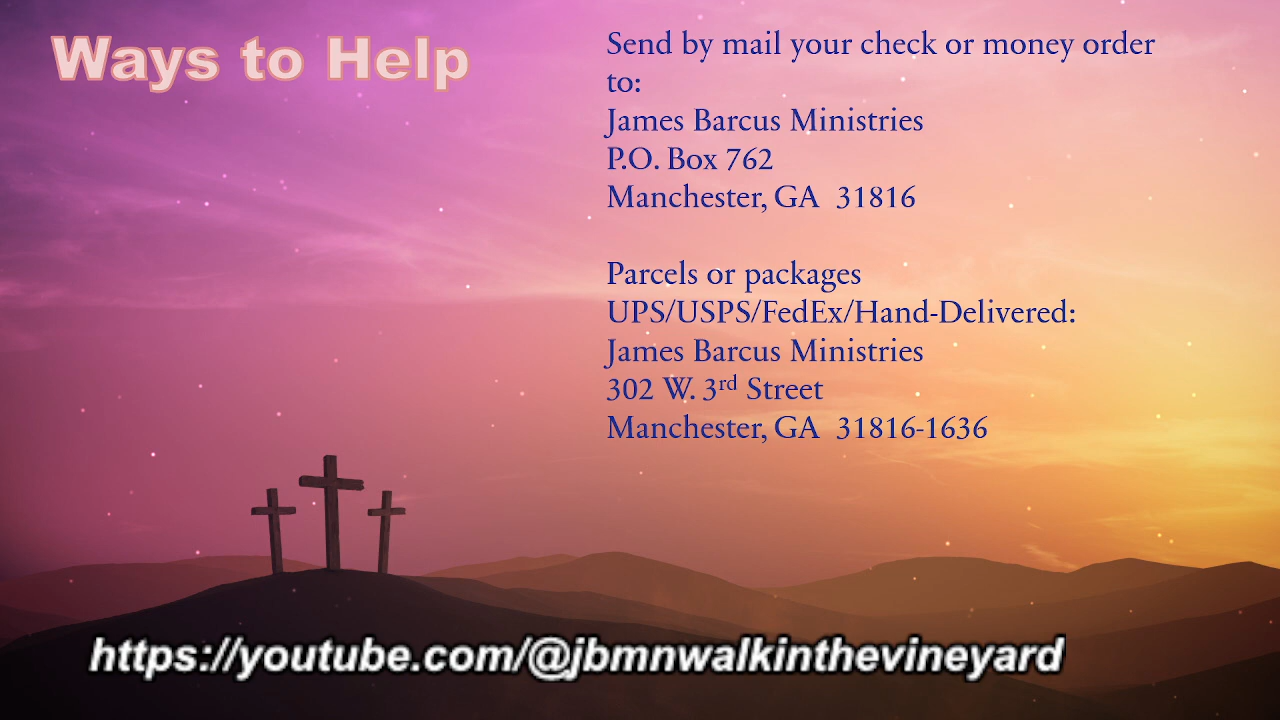 Ways to Help
Send by mail your check or money order
to:
James Barcus Ministries
P.O. Box 762
Manchester, GA  31816
Parcels or packages
UPS/USPS/FedEx/Hand-Delivered:
James Barcus Ministries
302 W. 3rd Street
Manchester, GA  31816-1636
https://youtube.com/@jbmnwalkinthevineyard